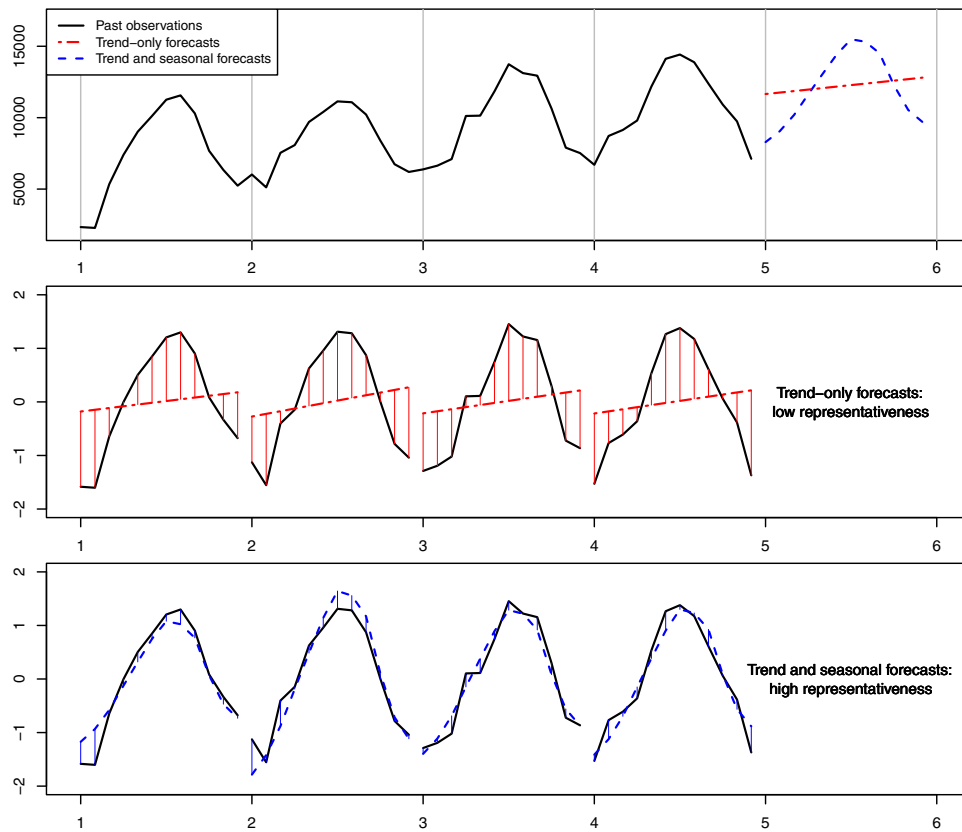 Past observations
Trend−only forecasts
Trend and seasonal forecasts
15000
10000
5000
1 2 3 4 5 6
2
1
0
−1
−2
Trend−only forecasts:
low representativeness
1 2 3 4 5 6
2
1
0
−1
−2
Trend and seasonal forecasts:
high representativeness
1 2 3 4 5 6